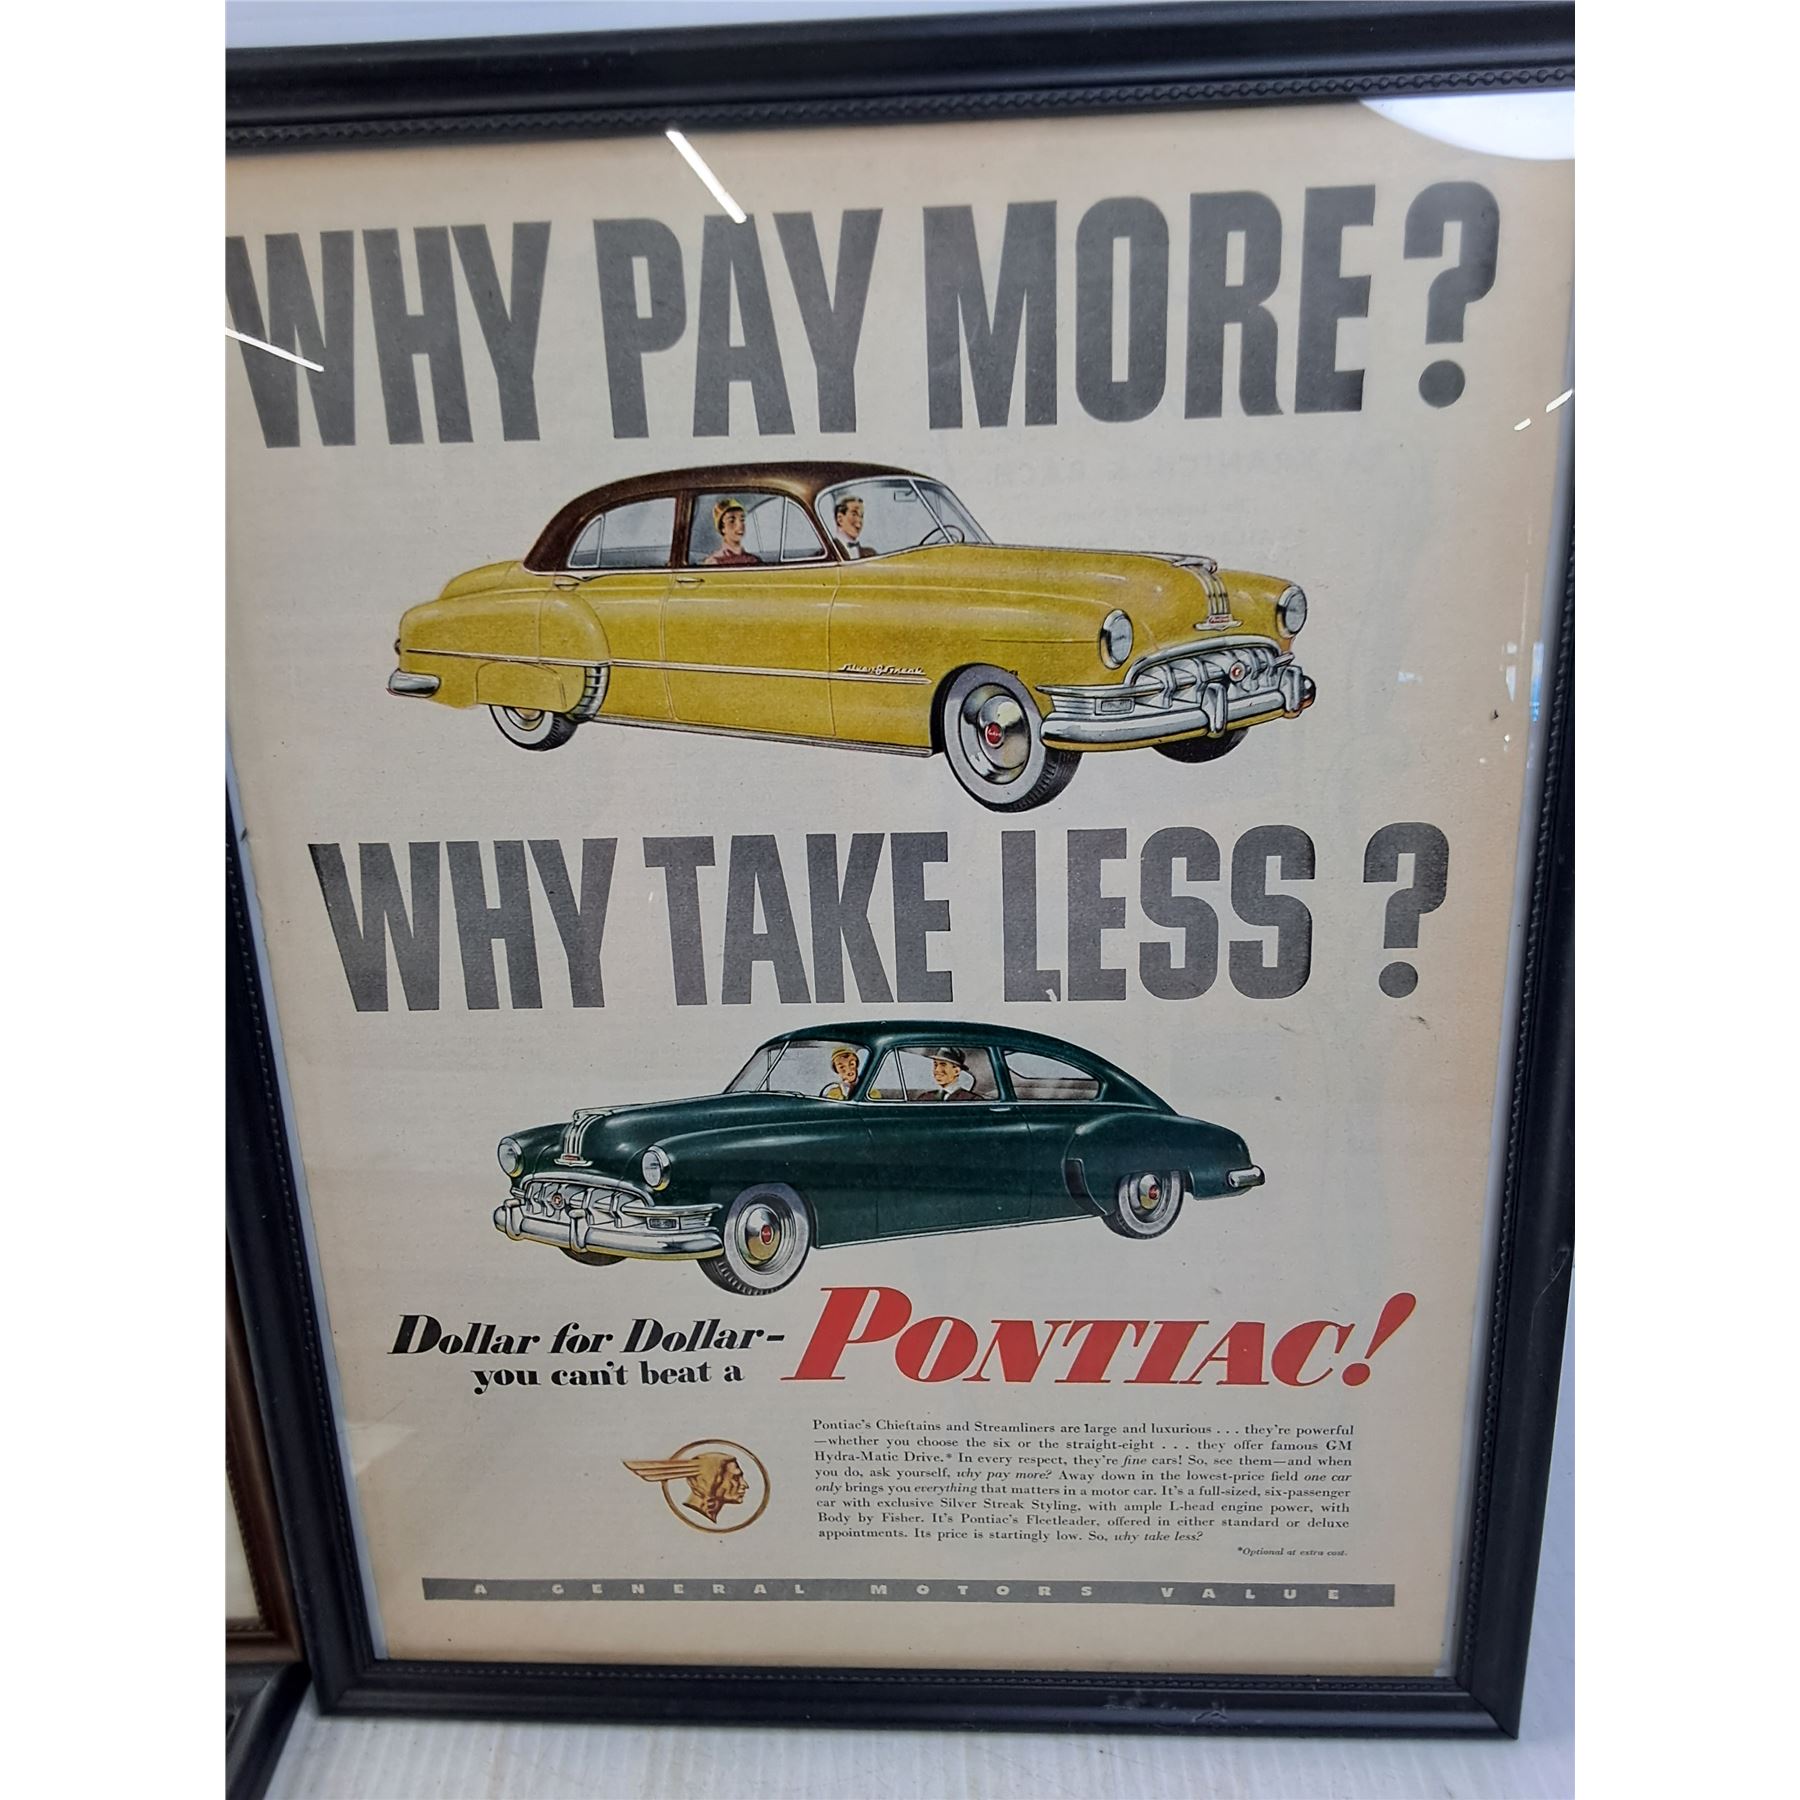 WHY PAY MORE?
Silver Streak
WHY TAKE LESS?
Dollar for Dollar-
you can't beat a
PONTIAC!
Pontiac's Chieftains and Streamliners are large and luxurious . . . they're powerful
—whether you choose the six or the straight-eight . . . they offer famous GM
Hydra-Matic Drive.* In every respect, they're fine cars! So, see them—and when
you do, ask yourself, why pay more? Away down in the lowest-price field one car
only brings you everything that matters in a motor car. It's a full-sized, six-passenger
car with exclusive Silver Streak Styling, with ample L-head engine power, with
Body by Fisher. It's Pontiac's Fleetleader, offered in either standard or deluxe
appointments. Its price is startingly low. So, why take less?
*Optional at extra cost.
A GENERAL MOTORS VALUE